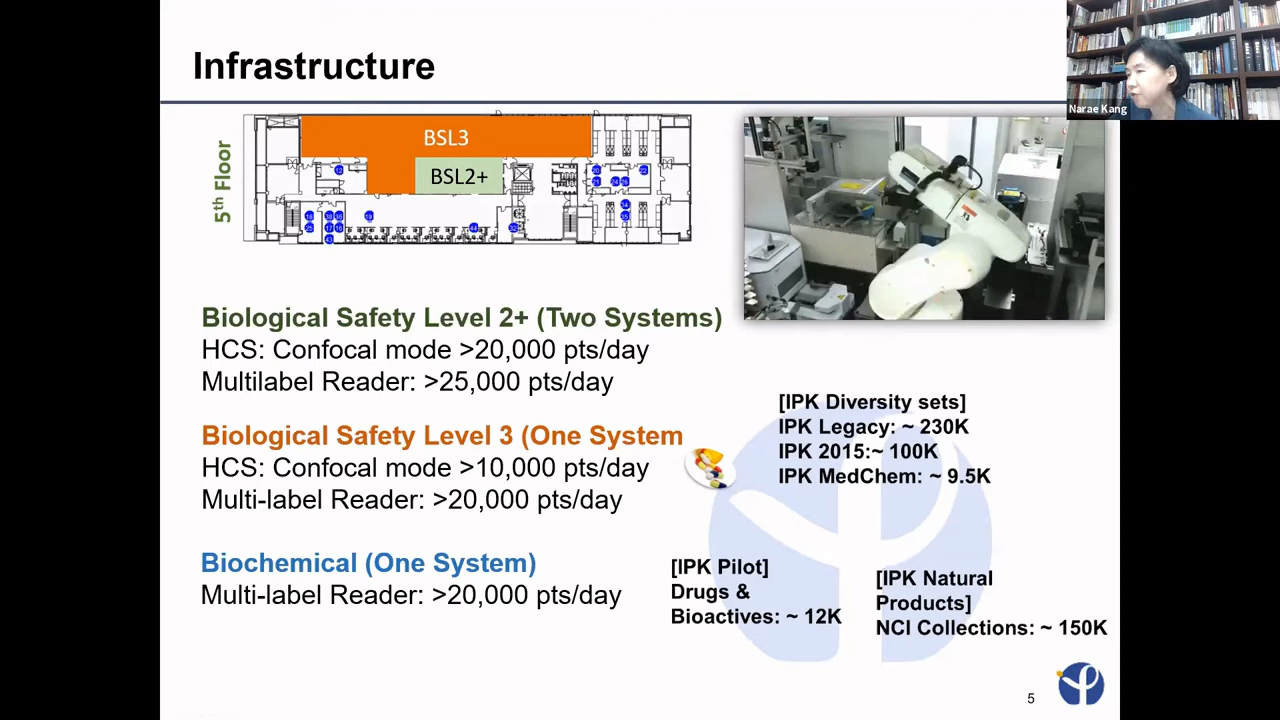 Infrastructure
Narae Kang
5th Floor
BSL3
BSL2+
Biological Safety Level 2+ (Two Systems)
HCS: Confocal mode >20,000 pts/day
Multilabel Reader: >25,000 pts/day
Biological Safety Level 3 (One System
HCS: Confocal mode >10,000 pts/day
Multi-label Reader: >20,000 pts/day
Biochemical (One System)
Multi-label Reader: >20,000 pts/day
[IPK Diversity sets]
IPK Legacy: ~ 230K
IPK 2015:~ 100K
IPK MedChem: ~ 9.5K
[IPK Pilot]
Drugs &
Bioactives: ~ 12K
[IPK Natural
Products]
NCI Collections: ~ 150K
5